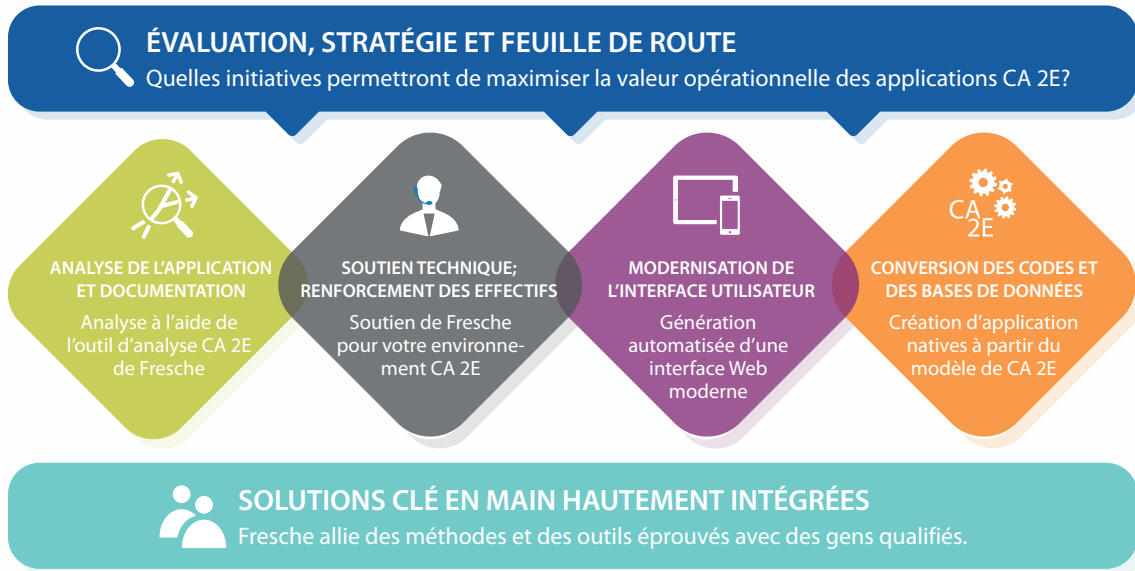 ÉVALUATION, STRATÉGIE ET FEUILLE DE ROUTE
Quelles initiatives permettront de maximiser la valeur opérationnelle des applications CA 2E?
ANALYSE DE L'APPLICATION
ET DOCUMENTATION
Analyse à l'aide de
l'outil d'analyse CA 2E
de Fresche
SOUTIEN TECHNIQUE;
RENFORCEMENT DES EFFECTIFS
Soutien de Fresche
pour votre environne-
ment CA 2E
MODERNISATION DE
L'INTERFACE UTILISATEUR
Génération
automatisée d'une
interface Web
moderne
CA
2E
CONVERSION DES CODES ET
DES BASES DE DONNÉES
Création d'application
natives à partir du
modèle de CA 2E
SOLUTIONS CLÉ EN MAIN HAUTEMENT INTÉGRÉES
Fresche allie des méthodes et des outils éprouvés avec des gens qualifiés.